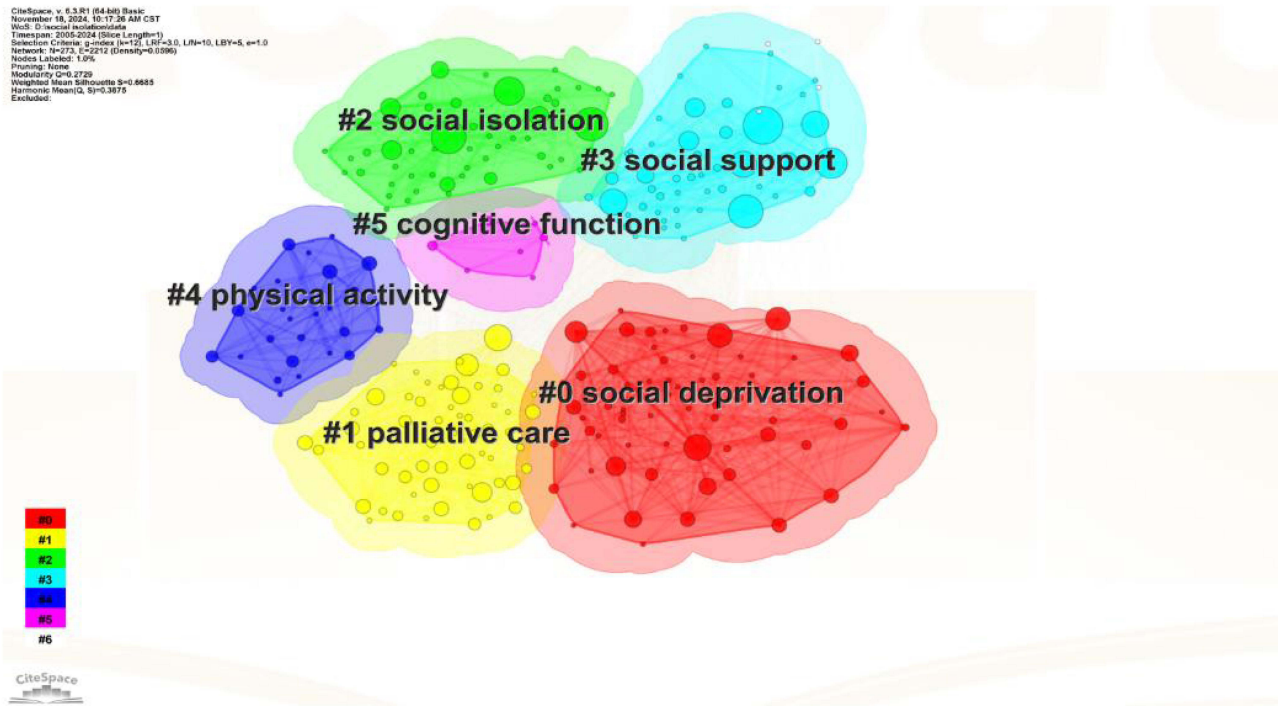 CiteSpace, v. 6.3.R1 (64-bit) Basic
November 18, 2024, 10:17:26 AM CST
WoS: D:\social isolation\data
Timespan: 2005-2024 (Slice Length=1)
Selection Criteria: g-index (k=12), LRF=3.0, L/N=10, LBY=5, e=1.0
Network: N=273, E=2212 (Density=0.0596)
Nodes Labeled: 1.0%
Pruning: None
Modularity Q=0.2729
Weighted Mean Silhouette S=0.6685
Harmonic Mean(Q, S)=0.3875
Excluded:
#2 social isolation
#3 social support
#5 cognitive function
#4 physical activity
#0 social deprivation
#1 palliative care
#0
#1
#2
#3
#4
#5
#6
CiteSpace